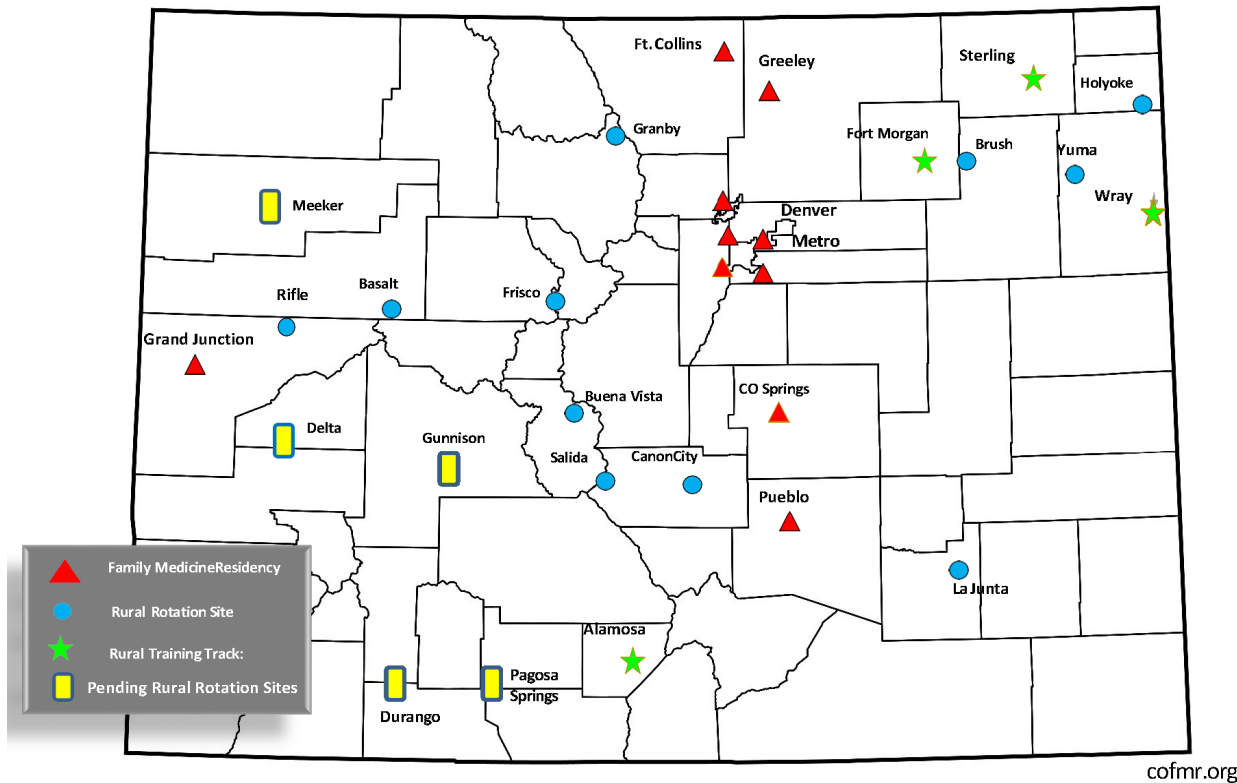 Ft. Collins
Greeley
Sterling
Holyoke
Granby
Fort Morgan
Brush
Yuma
Wray
Meeker
Denver
Metro
Rifle
Basalt
Frisco
Grand Junction
Buena Vista
CO Springs
Delta
Gunnison
Salida
CanonCity
Pueblo
La Junta
Alamosa
Pagosa
Springs
Durango
Family MedicineResidency
Rural Rotation Site
Rural Training Track:
Pending Rural Rotation Sites
cofmr.org